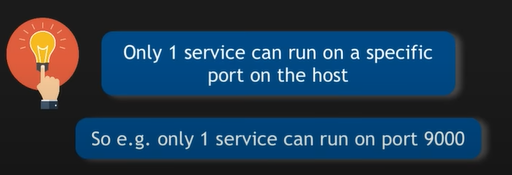 Only 1 service can run on a specific
port on the host
So e.g. only 1 service can run on port 9000